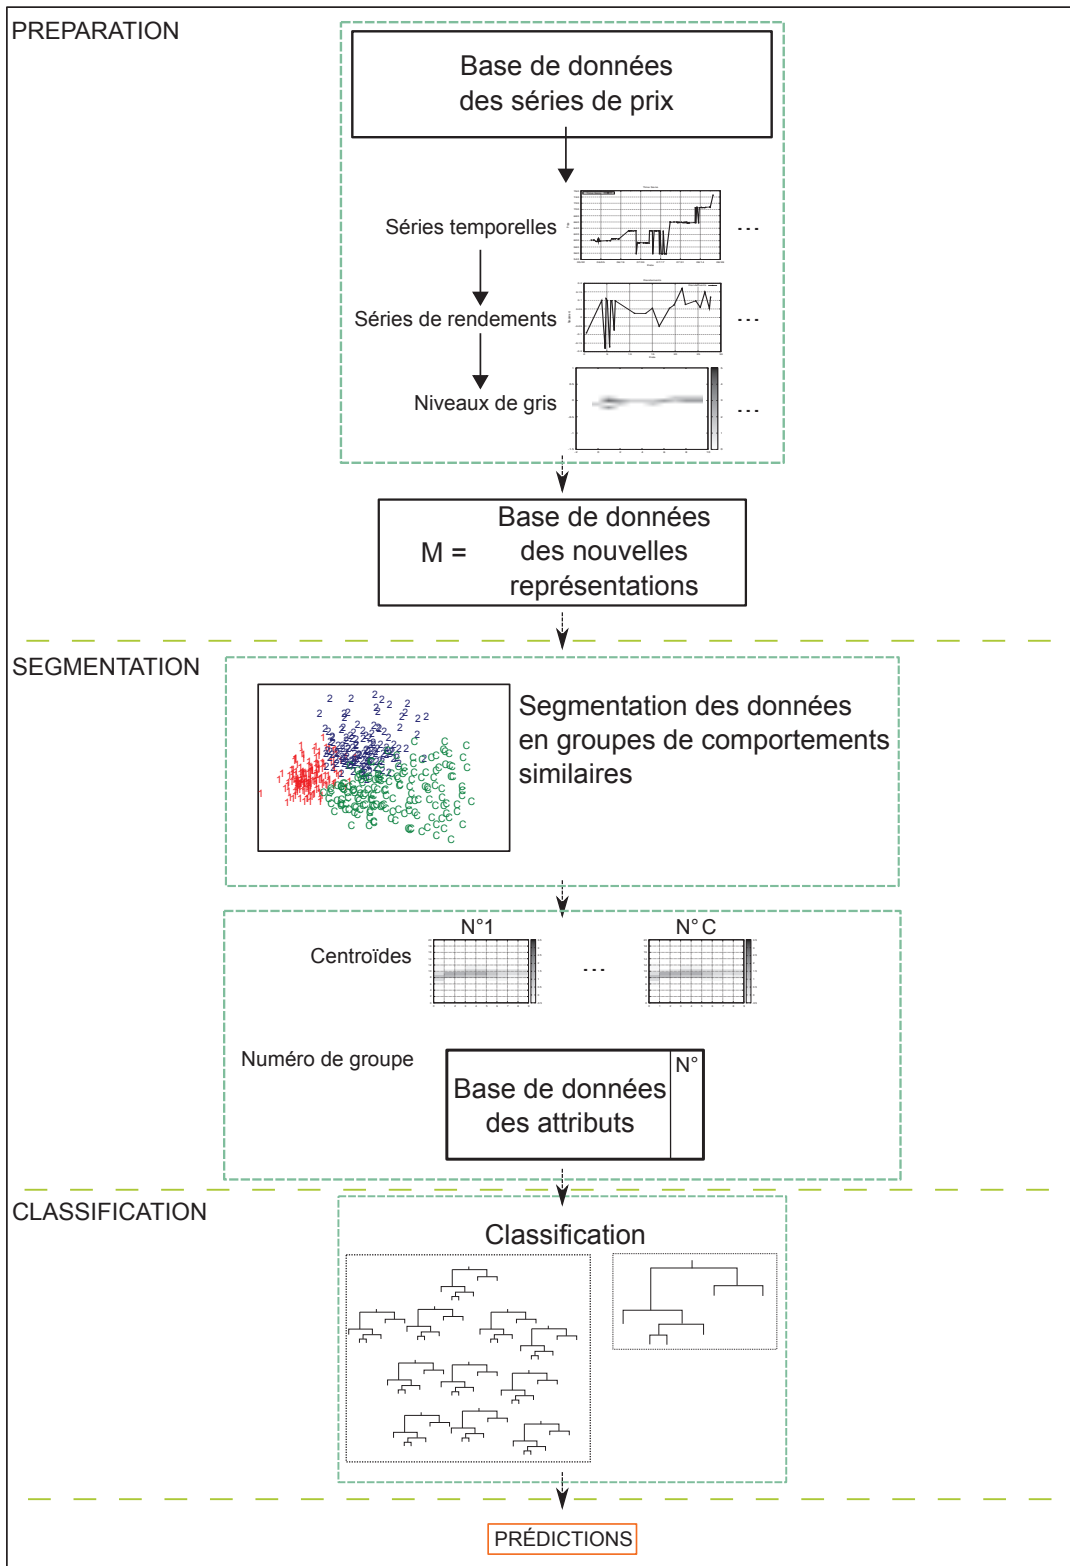 PREPARATION
Base de données
des séries de prix
Séries temporelles
...
Séries de rendements
...
Niveaux de gris
...
M =
Base de données
des nouvelles
représentations
SEGMENTATION
Segmentation des données
en groupes de comportements
similaires
N°1
N° C
Centroïdes
...
Numéro de groupe
N°
Base de données
des attributs
CLASSIFICATION
Classification
PRÉDICTIONS